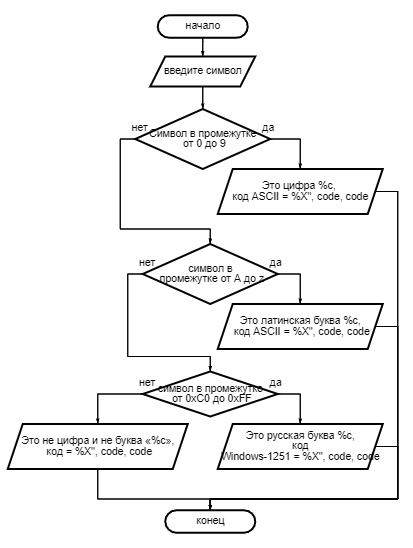 начало
введите символ
нет
да
Символ в промежутке
от 0 до 9
Это цифра %c,
код ASCII = %X", code, code
нет
да
символ в
промежутке от A до z
Это латинская буква %c,
код ASCII = %X", code, code
нет
да
символ в промежутке
от 0xC0 до 0xFF
Это не цифра и не буква «%c»,
код = %X", code, code
Это русская буква %c,
код
Windows-1251 = %X", code, code
конец